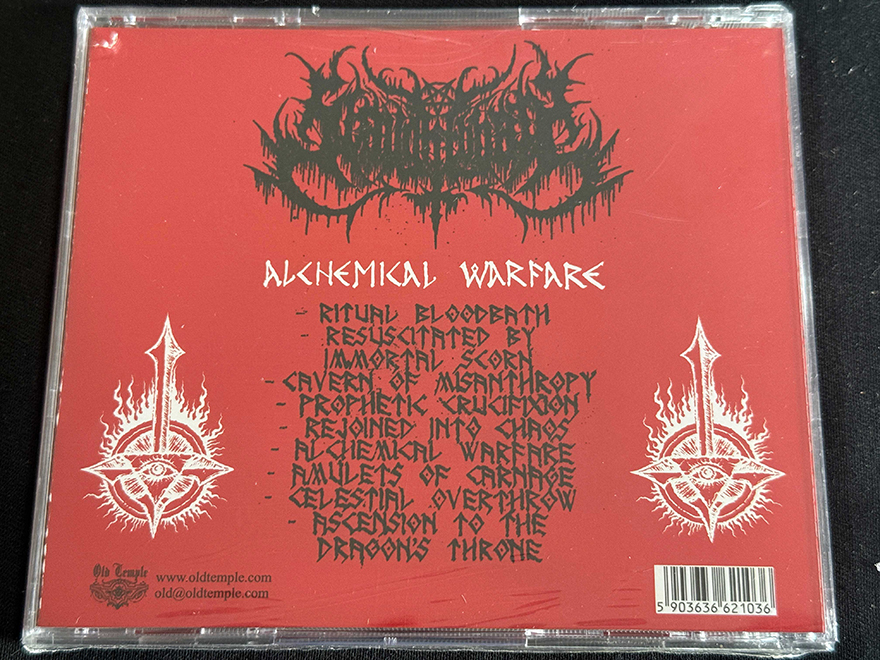 ALCHEMICAL WARFARE
- RITUAL BLOODBATH
- RESUSCITATED BY
IMMORTAL SCORN
- CAVERN OF MISANTHROPY
- PROPHETIC CRUCIFIXION
- REJOINED INTO CHAOS
- ALCHEMICAL WARFARE
- AMULETS OF CARNAGE
- CELESTIAL OVERTHROW
- ASCENSION TO THE
DRAGON'S THRONE
Old Temple
www.oldtemple.com
old@oldtemple.com
5 903636 621036